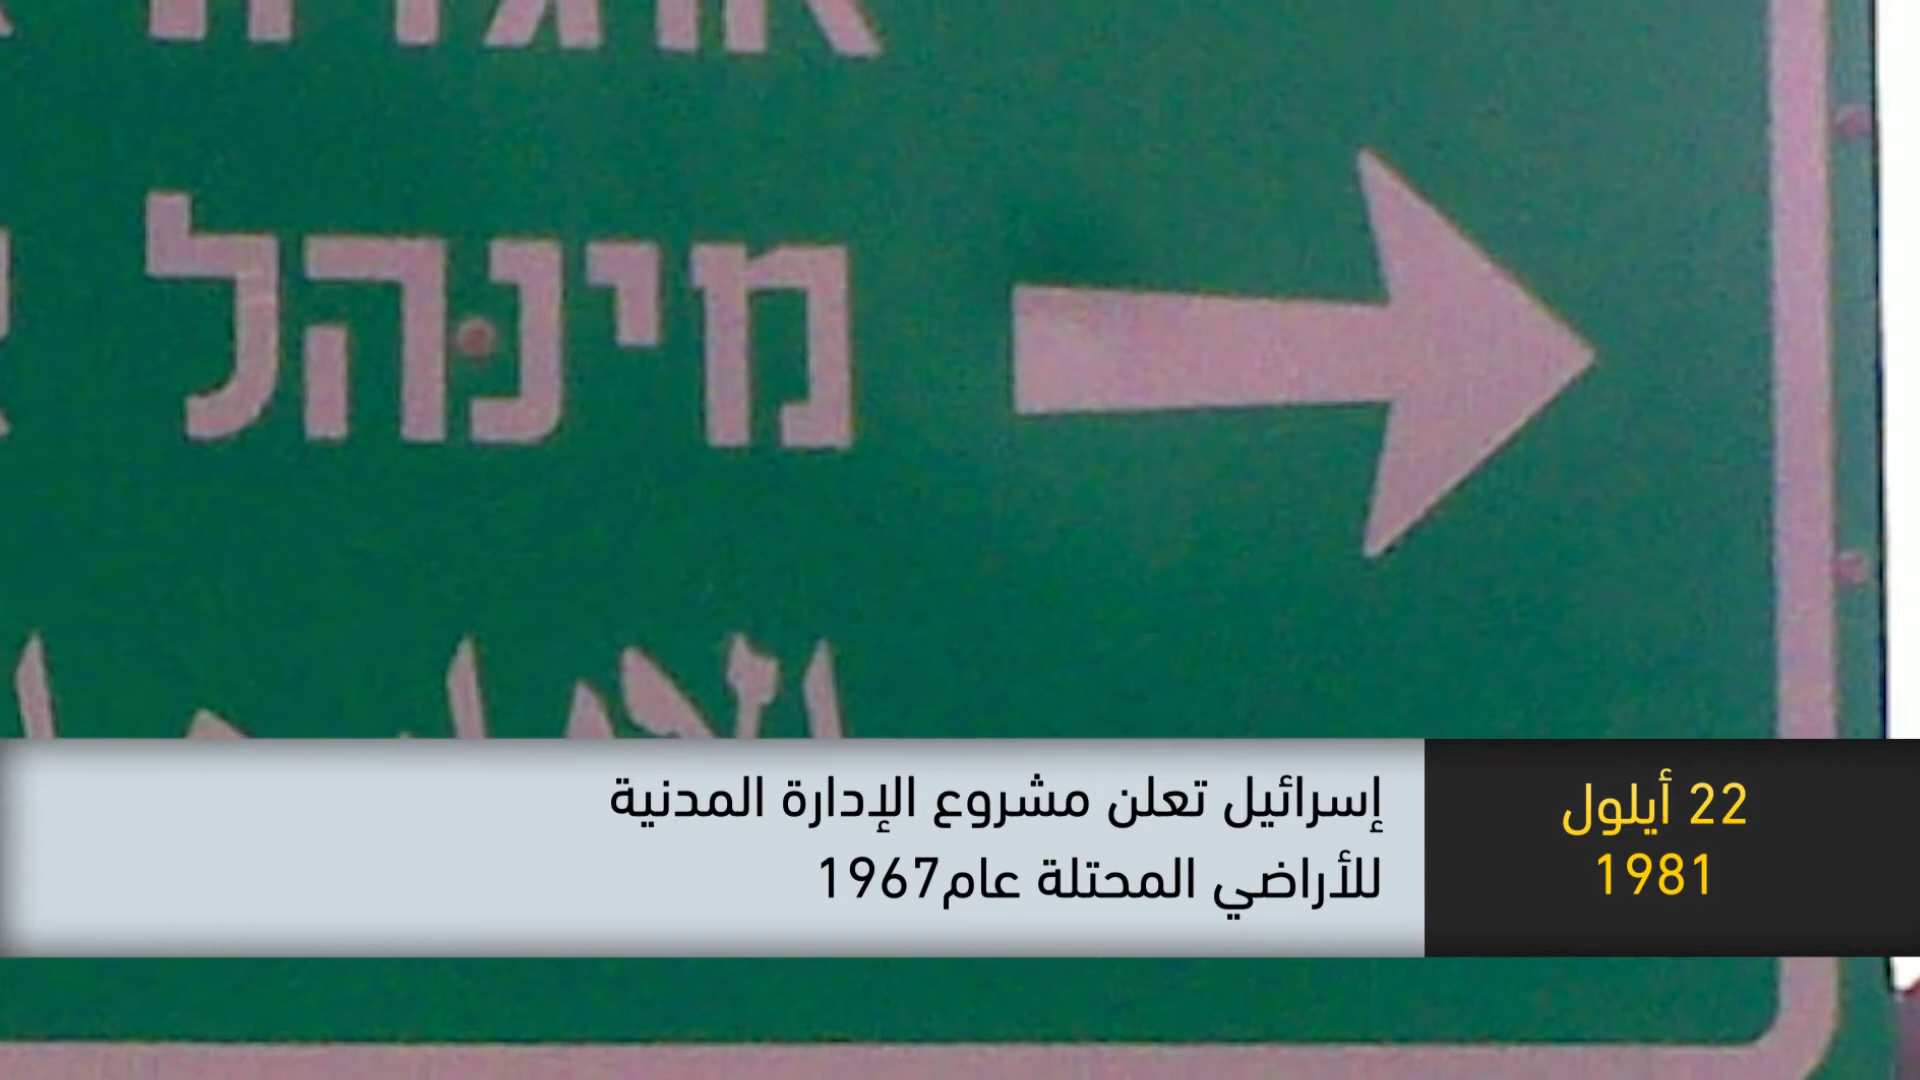 מינהל
إسرائيل تعلن مشروع الإدارة المدنية
للأراضي المحتلة عام1967
22 أيلول
1981